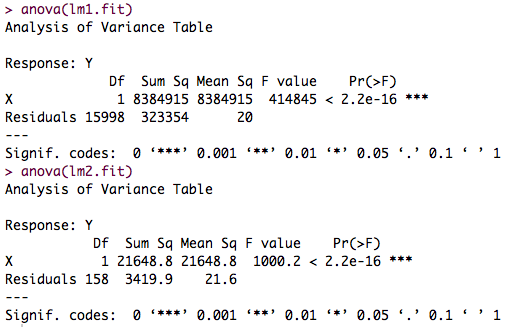 > anova(lm1.fit)
Analysis of Variance Table

Response: Y
             Df  Sum Sq Mean Sq F value    Pr(>F)
X             1 8384915 8384915  414845 < 2.2e-16 ***
Residuals 15998  323354      20
---
Signif. codes:  0 ‘***’ 0.001 ‘**’ 0.01 ‘*’ 0.05 ‘.’ 0.1 ‘ ’ 1
> anova(lm2.fit)
Analysis of Variance Table

Response: Y
           Df  Sum Sq Mean Sq F value    Pr(>F)
X           1 21648.8 21648.8  1000.2 < 2.2e-16 ***
Residuals 158  3419.9    21.6
---
Signif. codes:  0 ‘***’ 0.001 ‘**’ 0.01 ‘*’ 0.05 ‘.’ 0.1 ‘ ’ 1